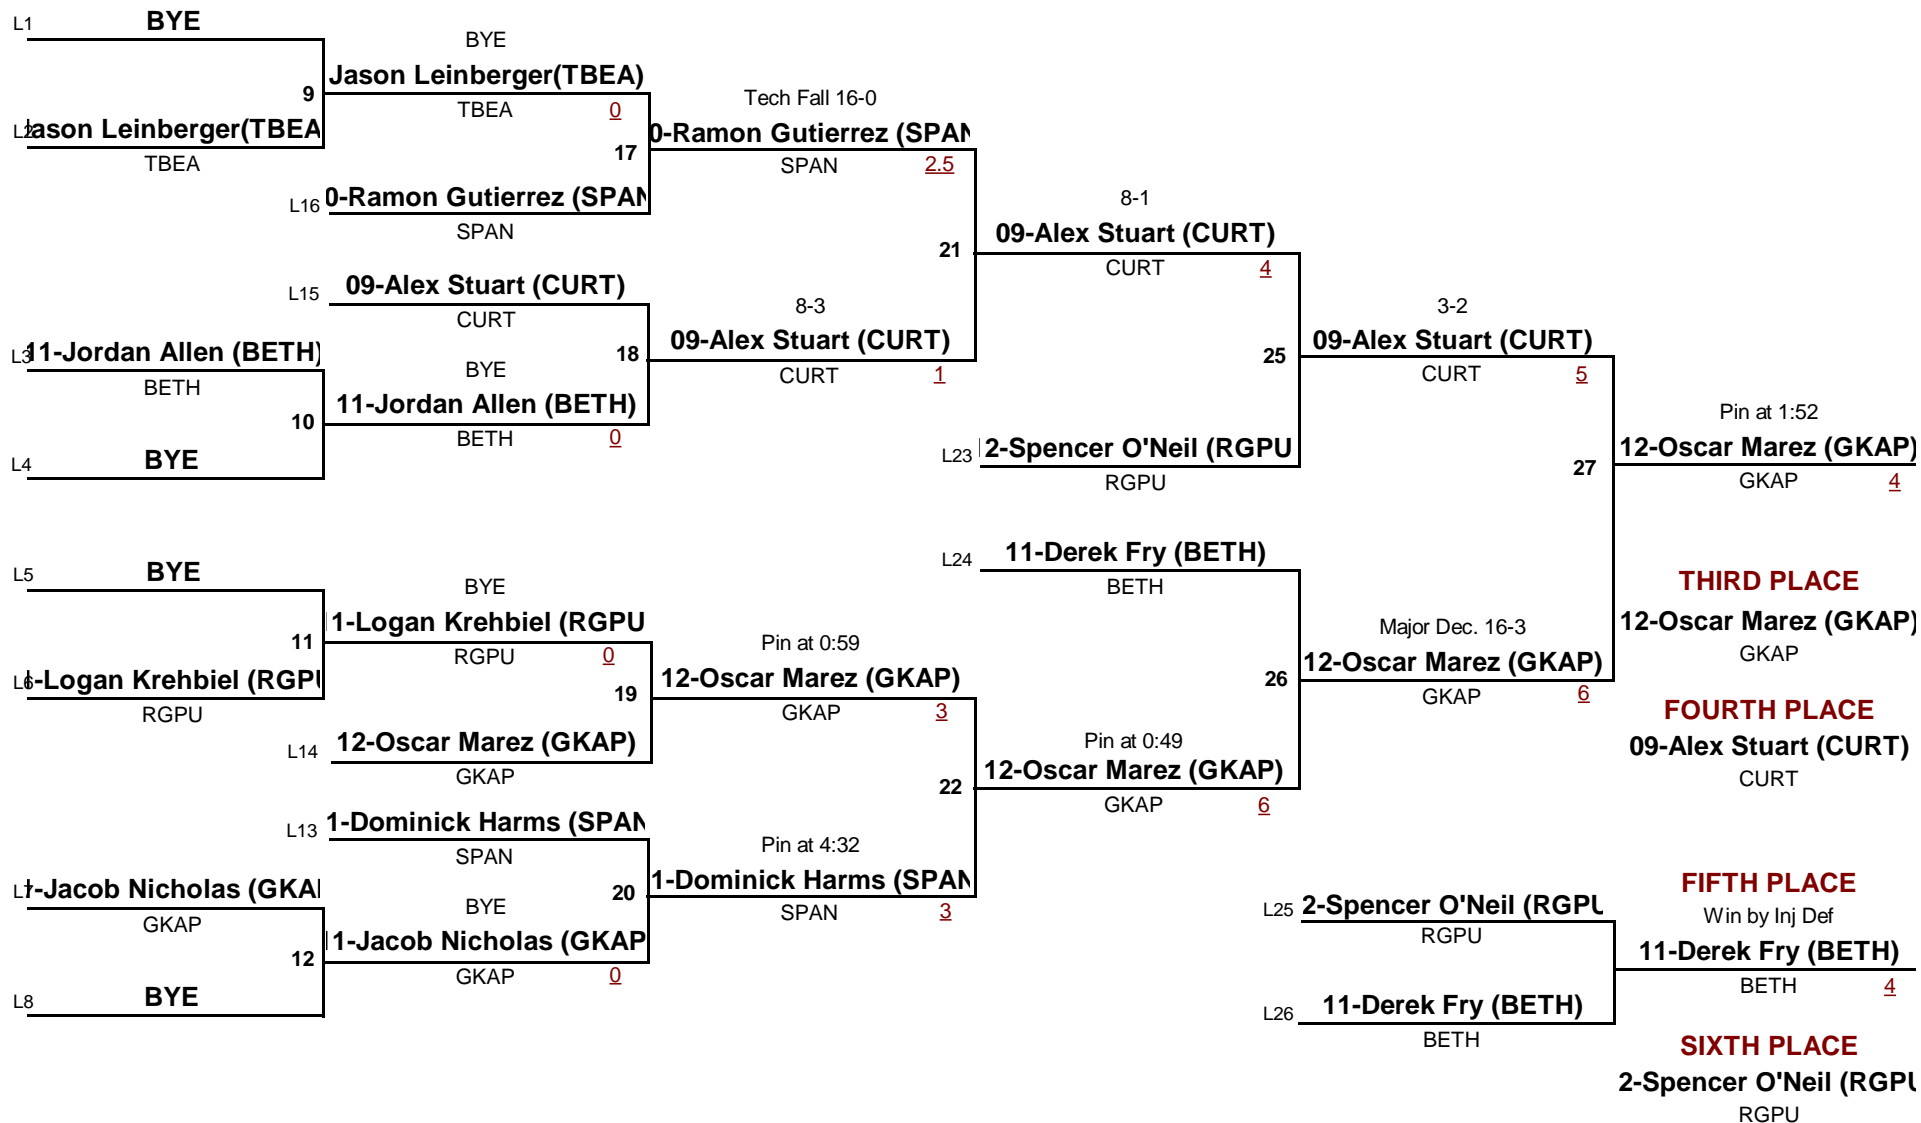 L1 BYE
BYE
9 Jason Leinberger(TBEA)
TBEA 0
L2 Jason Leinberger(TBEA
TBEA
Tech Fall 16-0
17 0-Ramon Gutierrez (SPAN
SPAN 2.5
L16 0-Ramon Gutierrez (SPAN
SPAN
8-1
21 09-Alex Stuart (CURT)
CURT 4
L15 09-Alex Stuart (CURT)
CURT
8-3
18 09-Alex Stuart (CURT)
CURT 1
L3 11-Jordan Allen (BETH)
BETH
BYE
10 11-Jordan Allen (BETH)
BETH 0
L4 BYE
3-2
25 09-Alex Stuart (CURT)
CURT 5
L23 2-Spencer O'Neil (RGPU
RGPU
Pin at 1:52
27 12-Oscar Marez (GKAP)
GKAP 4
L5 BYE
BYE
11 1-Logan Krehbiel (RGPU
RGPU 0
L6 -Logan Krehbiel (RGPU
RGPU
Pin at 0:59
19 12-Oscar Marez (GKAP)
GKAP 3
L14 12-Oscar Marez (GKAP)
GKAP
L24 11-Derek Fry (BETH)
BETH
Major Dec. 16-3
26 12-Oscar Marez (GKAP)
GKAP 6
Pin at 0:49
22 12-Oscar Marez (GKAP)
GKAP 6
L13 1-Dominick Harms (SPAN
SPAN
Pin at 4:32
20 1-Dominick Harms (SPAN
SPAN 3
L7 -Jacob Nicholas (GKAP
GKAP
BYE
12 1-Jacob Nicholas (GKAP
GKAP 0
L8 BYE
THIRD PLACE
12-Oscar Marez (GKAP)
GKAP
FOURTH PLACE
09-Alex Stuart (CURT)
CURT
L25 2-Spencer O'Neil (RGPU
RGPU
FIFTH PLACE
Win by Inj Def
11-Derek Fry (BETH)
BETH 4
L26 11-Derek Fry (BETH)
BETH
SIXTH PLACE
2-Spencer O'Neil (RGPU
RGPU